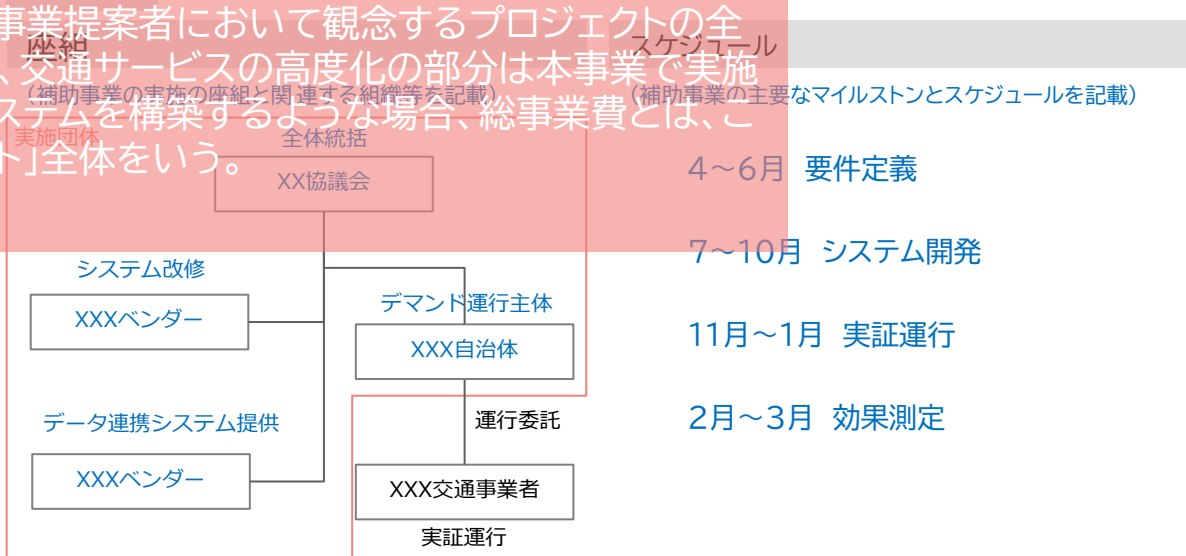 事業提案者において観念するプロジェクトの全
、交通サービスの高度化の部分は本事業で実施
ステムを構築するような場合、総事業費とは、こ
ト」全体をいう。
座組
（補助事業の実施の座組と関連する組織等を記載）
実施団体
全体統括
XX協議会
システム改修
XXXベンダー
デマンド運行主体
XXX自治体
データ連携システム提供
XXXベンダー
運行委託
XXX交通事業者
実証運行
スケジュール
（補助事業の主要なマイルストンとスケジュールを記載）
4～6月 要件定義
7～10月 システム開発
11月～1月 実証運行
2月～3月 効果測定